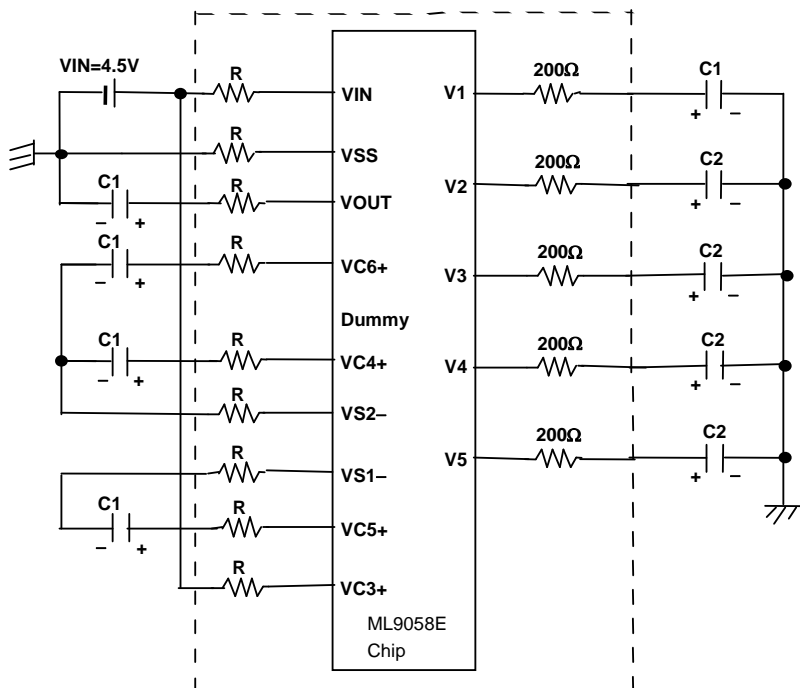 VIN=4.5V
R
VIN
V1
200Ω
C1
+ –
R
VSS
C1
– +
R
VOUT
V2
200Ω
C2
+ –
C1
– +
R
VC6+
V3
200Ω
C2
+ –
Dummy
C1
– +
R
VC4+
V4
200Ω
C2
+ –
R
VS2–
R
VS1–
V5
200Ω
C2
+ –
C1
– +
R
VC5+
R
VC3+
ML9058E
Chip